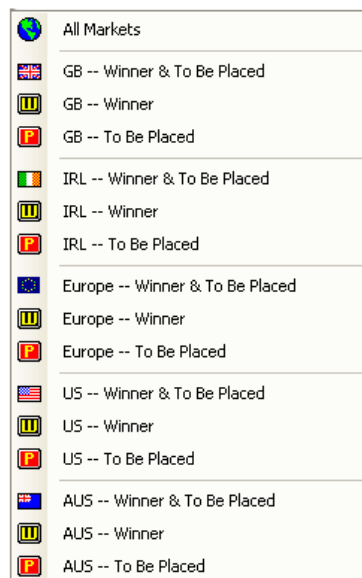 All Markets
GB -- Winner & To Be Placed
W GB -- Winner
P GB -- To Be Placed
IRL -- Winner & To Be Placed
W IRL -- Winner
P IRL -- To Be Placed
Europe -- Winner & To Be Placed
W Europe -- Winner
P Europe -- To Be Placed
US -- Winner & To Be Placed
W US -- Winner
P US -- To Be Placed
AUS -- Winner & To Be Placed
W AUS -- Winner
P AUS -- To Be Placed